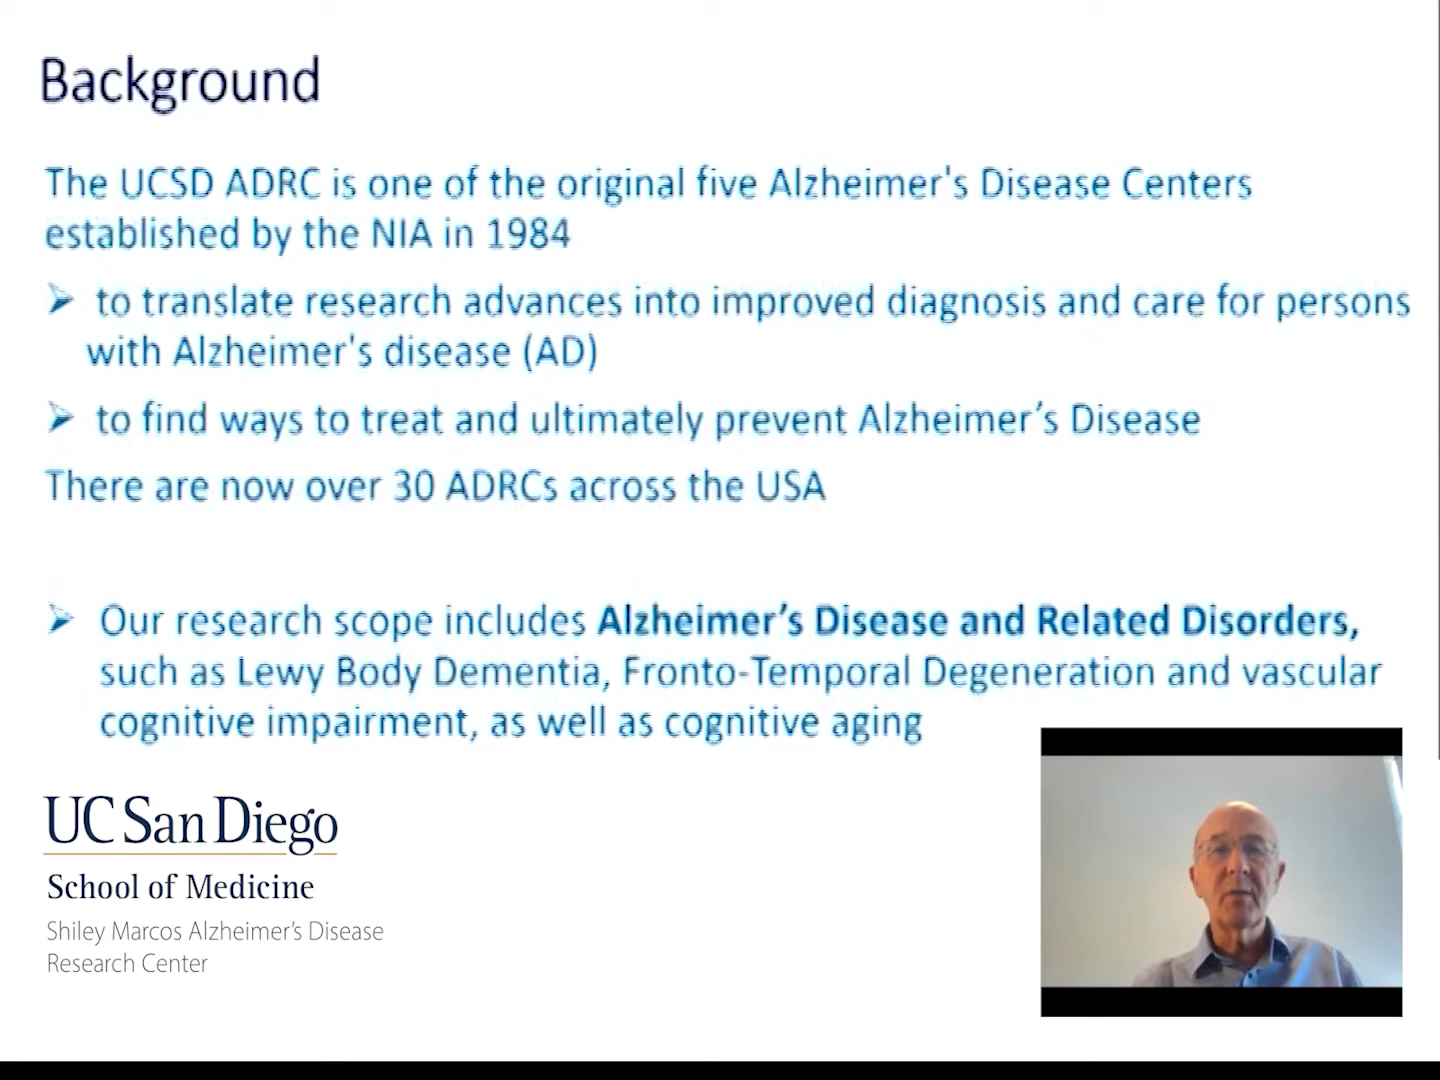 Background
The UCSD ADRC is one of the original five Alzheimer's Disease Centers
established by the NIA in 1984
➢ to translate research advances into improved diagnosis and care for persons
with Alzheimer's disease (AD)
➢ to find ways to treat and ultimately prevent Alzheimer’s Disease
There are now over 30 ADRCs across the USA
➢ Our research scope includes Alzheimer’s Disease and Related Disorders,
such as Lewy Body Dementia, Fronto-Temporal Degeneration and vascular
cognitive impairment, as well as cognitive aging
UC San Diego
School of Medicine
Shiley Marcos Alzheimer’s Disease
Research Center